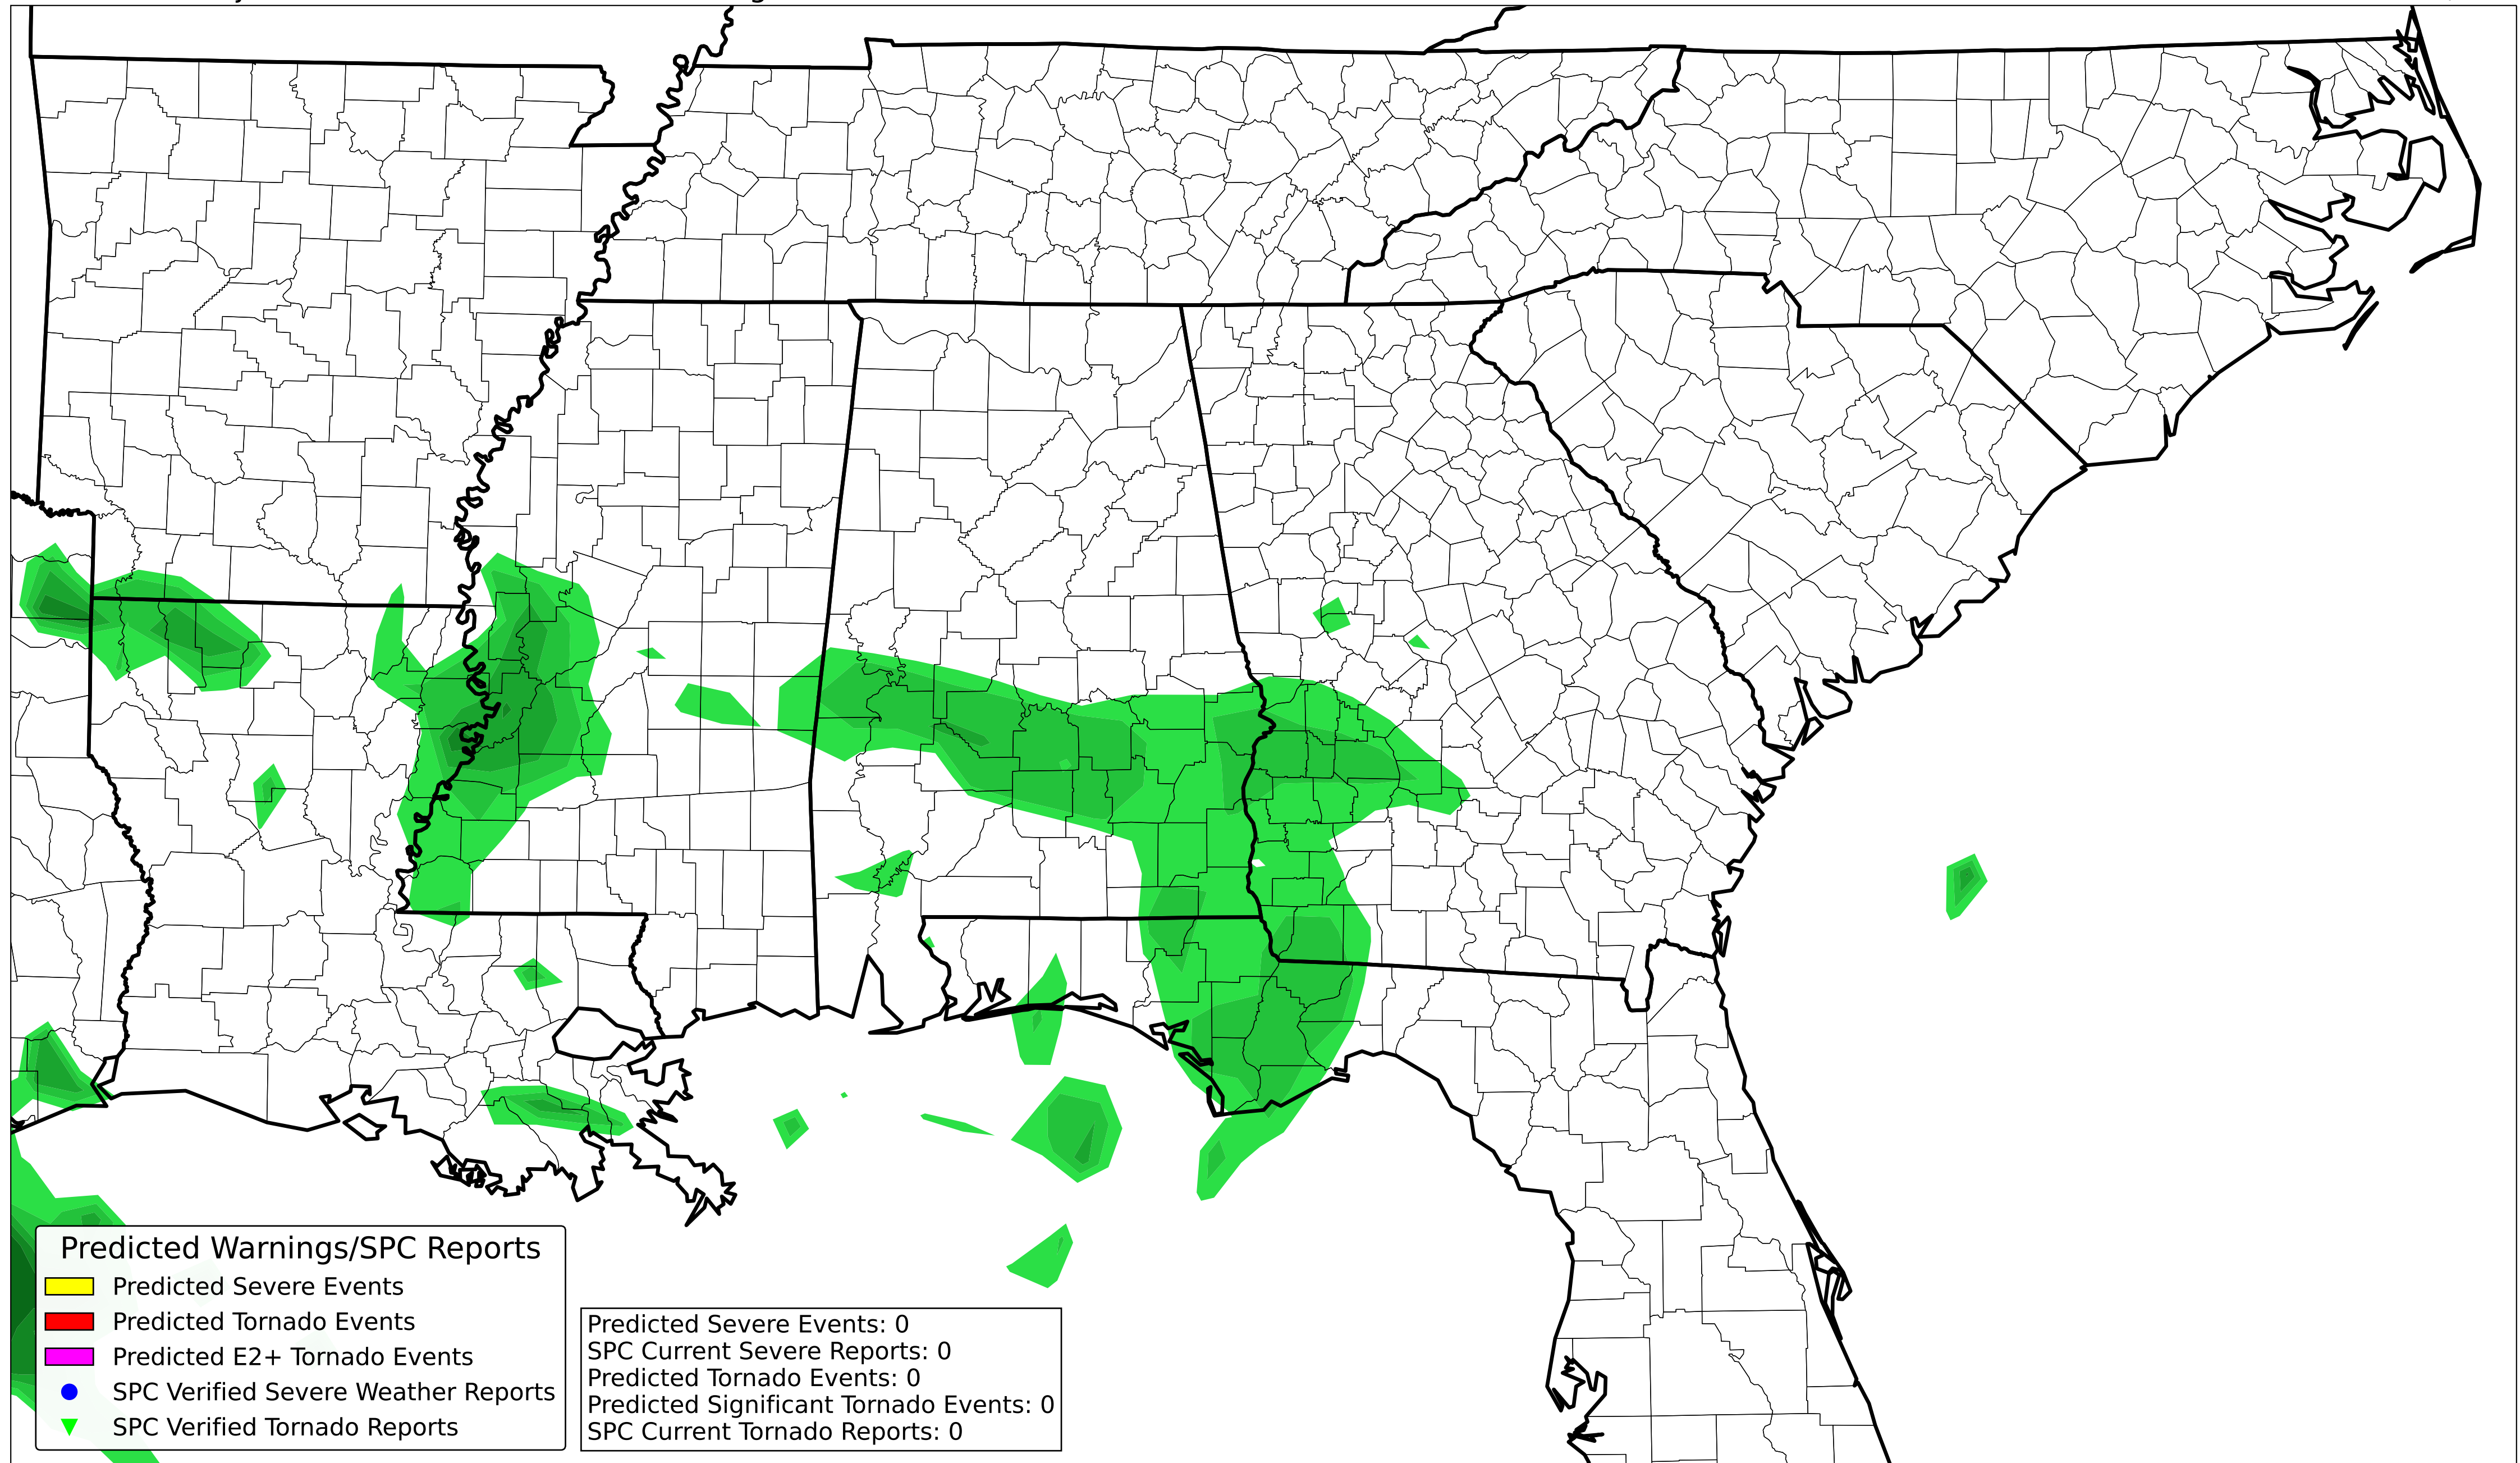 Predicted Warnings/SPC Reports
Predicted Severe Events
Predicted Tornado Events
Predicted E2+ Tornado Events
SPC Verified Severe Weather Reports
SPC Verified Tornado Reports
Predicted Severe Events: 0
SPC Current Severe Reports: 0
Predicted Tornado Events: 0
Predicted Significant Tornado Events: 0
SPC Current Tornado Reports: 0